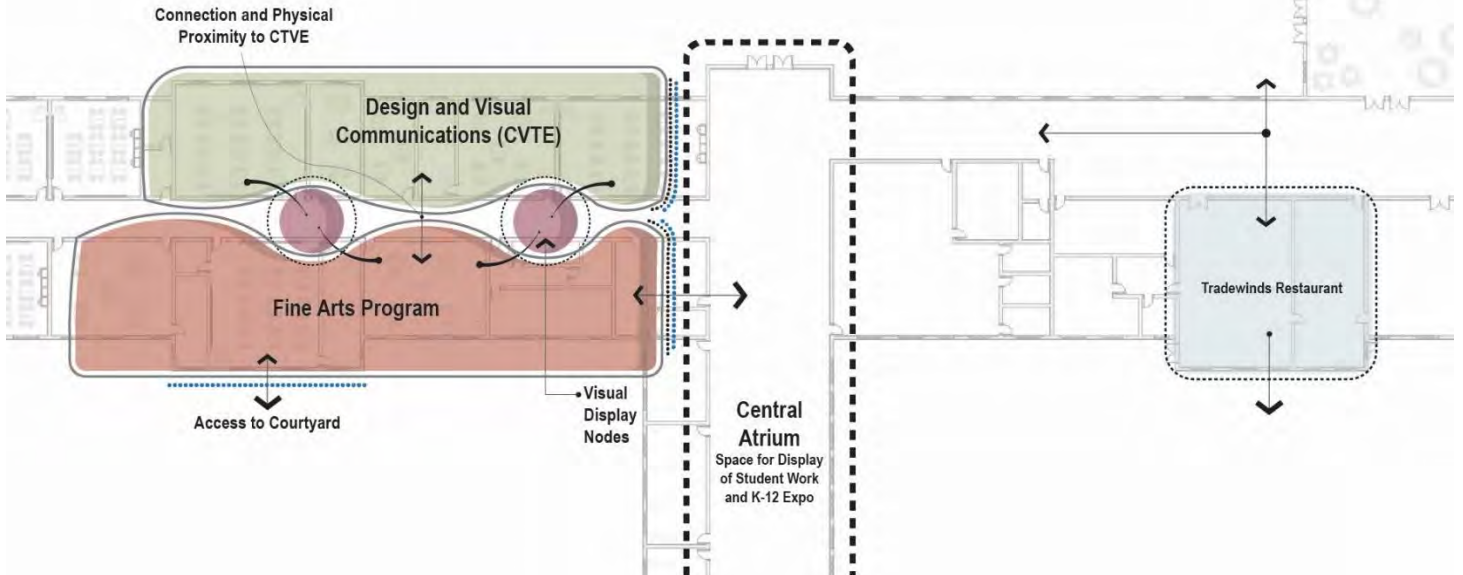 Connection and Physical
Proximity to CTVE
Design and Visual
Communications (CVTE)
Fine Arts Program
Access to Courtyard
Visual
Display
Nodes
Central
Atrium
Space for Display
of Student Work
and K-12 Expo
Tradewinds Restaurant